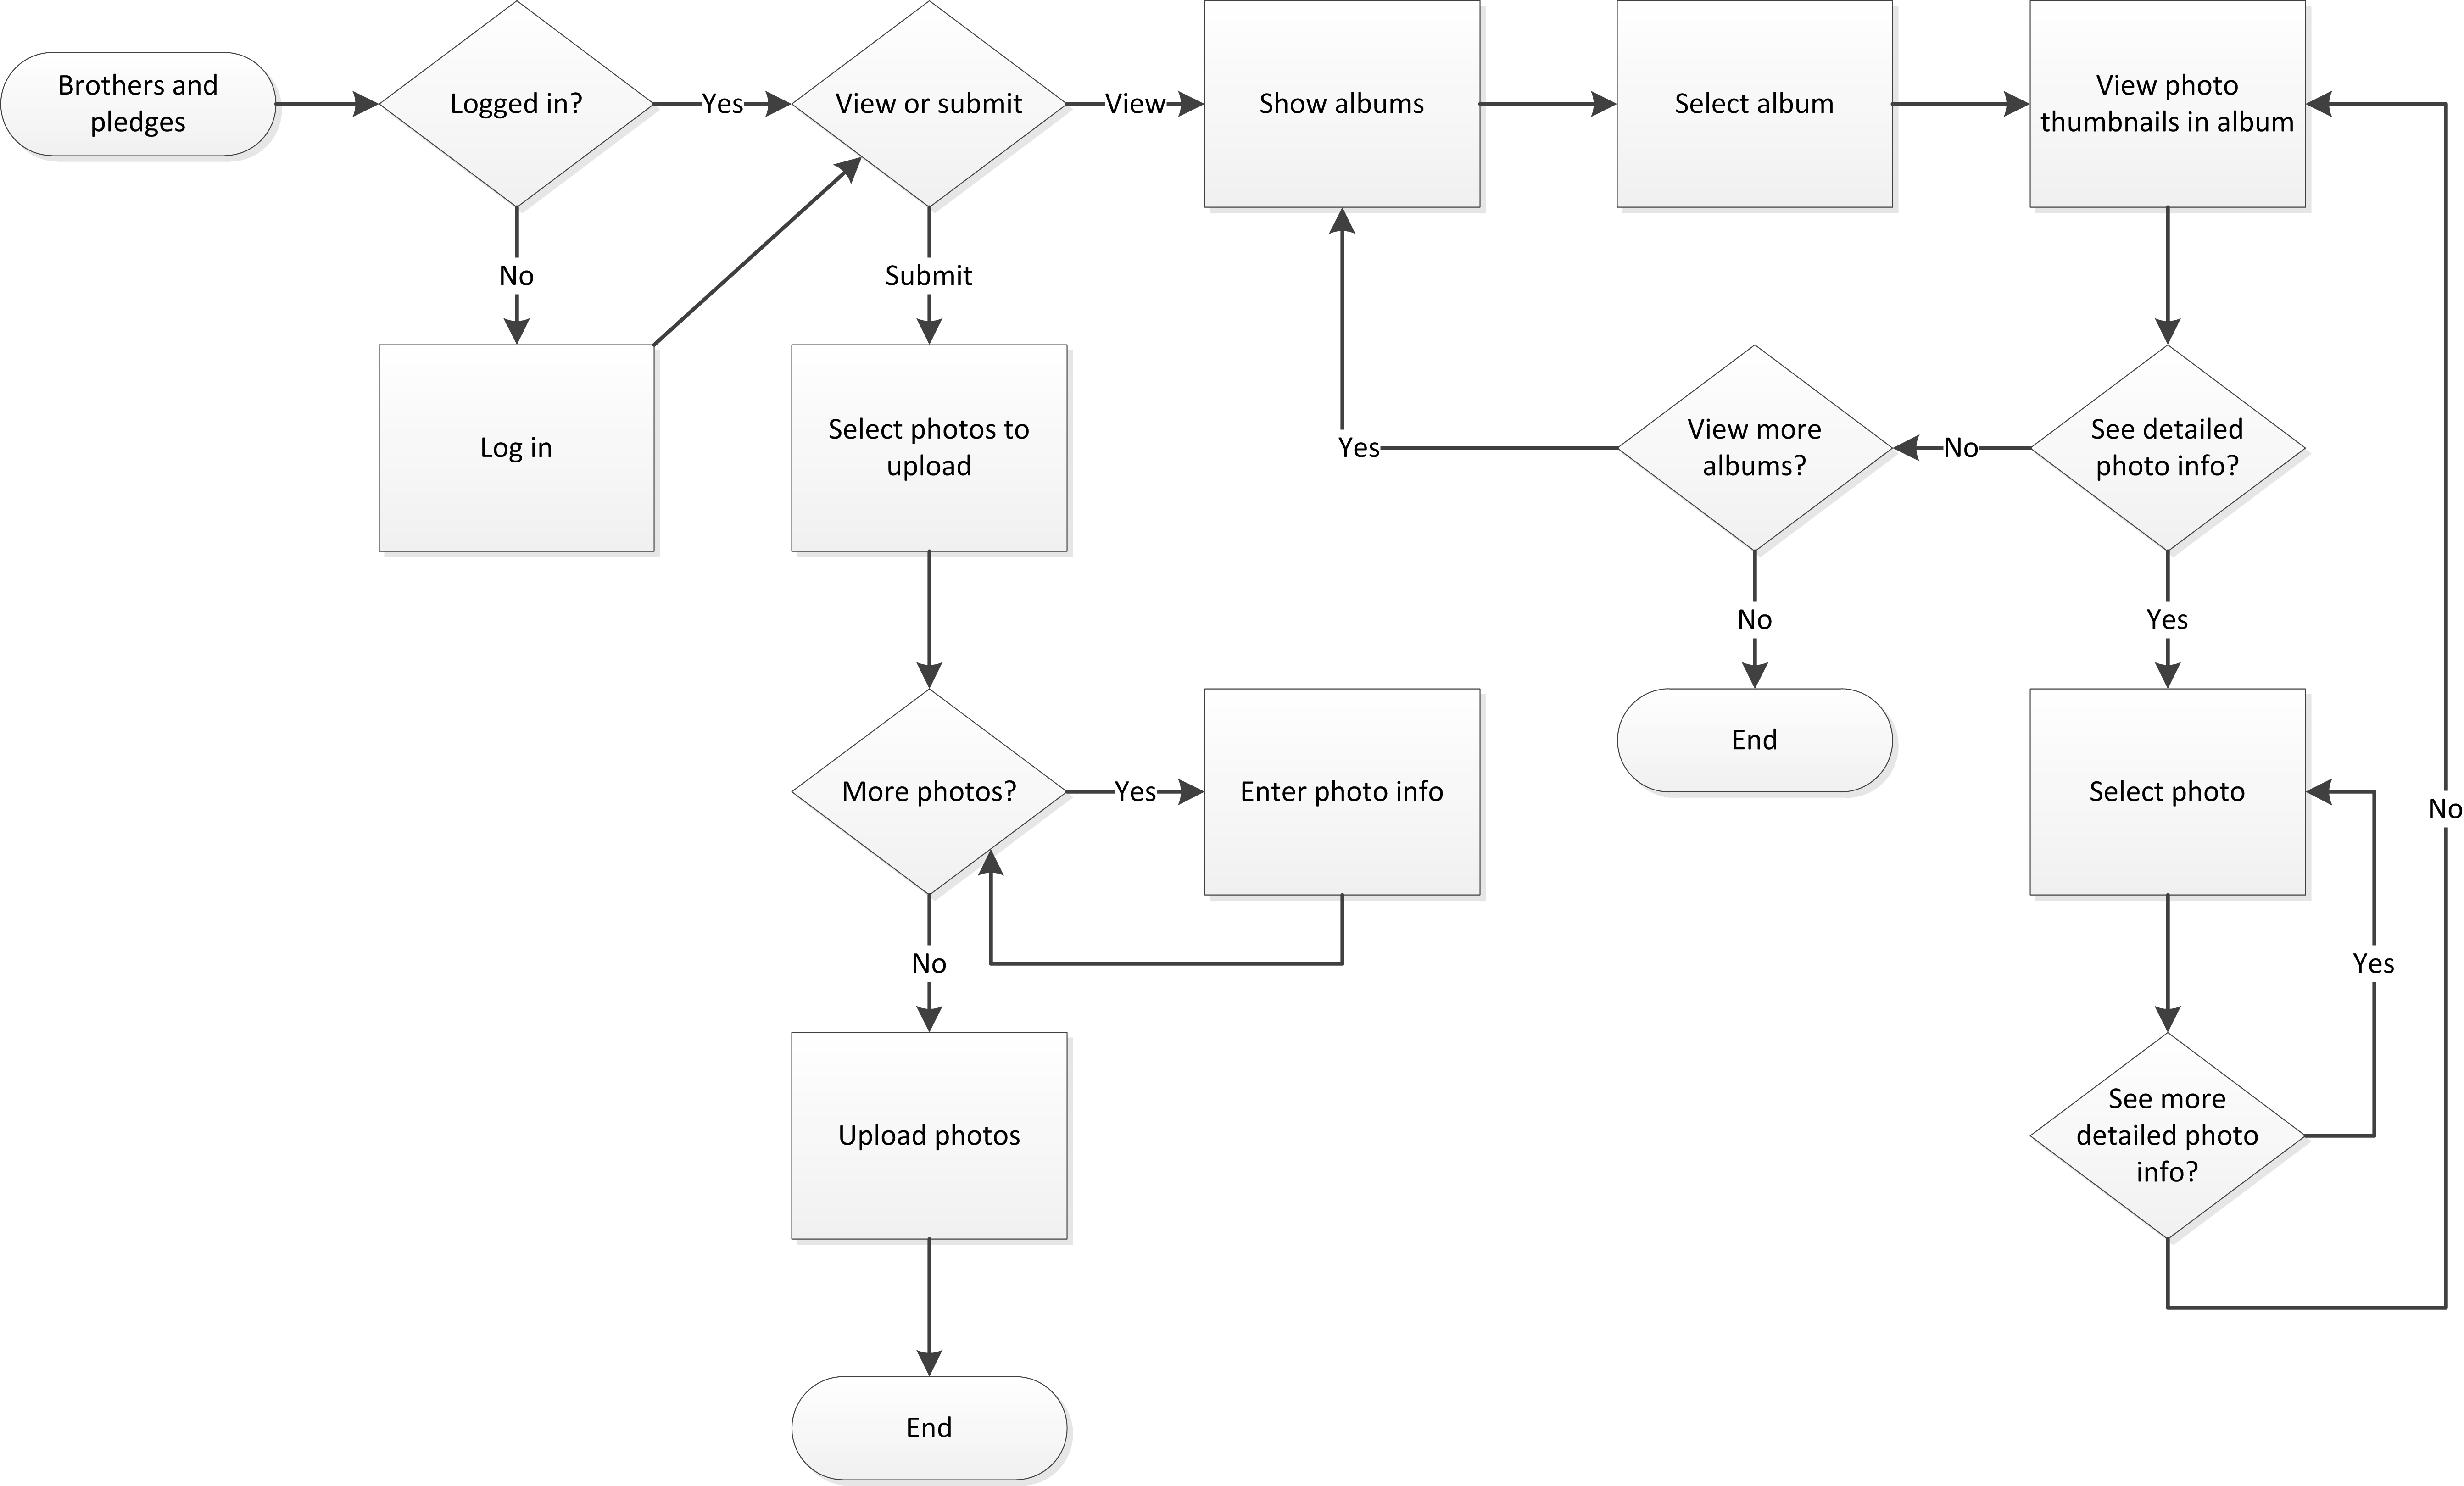 Brothers and
pledges
Logged in?
Yes
View or submit
View
Show albums
Select album
View photo
thumbnails in album
No
Submit
Log in
Select photos to
upload
Yes
View more
albums?
No
See detailed
photo info?
No
Yes
More photos?
Yes
Enter photo info
End
Select photo
No
No
Yes
Upload photos
See more
detailed photo
info?
End